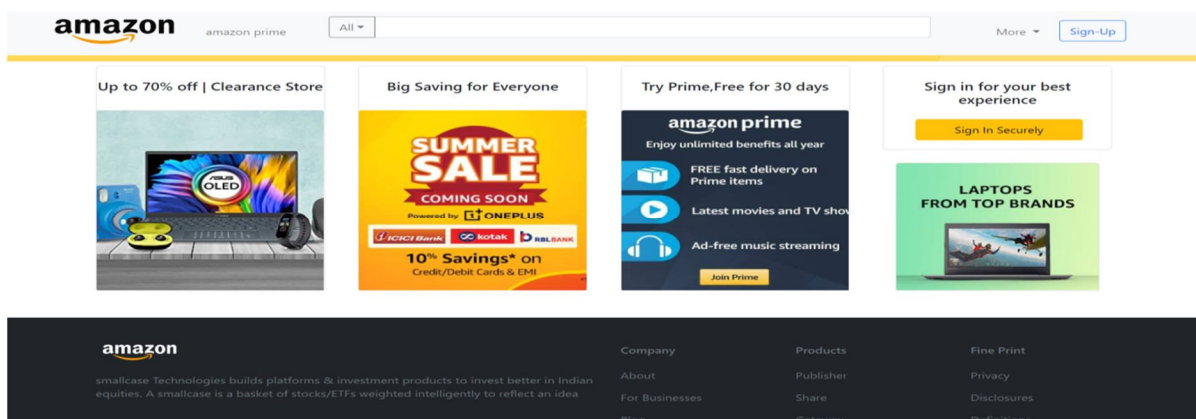 amazon
amazon prime
All
More
Sign-Up
Up to 70% off | Clearance Store
Big Saving for Everyone
Try Prime,Free for 30 days
Sign in for your best
experience
Sign In Securely
ASUS
OLED
SUMMER
SALE
COMING SOON
Powered by 1+ ONEPLUS
ICICI Bank kotak RBLBANK
10% Savings* on
Credit/Debit Cards & EMI
amazon prime
Enjoy unlimited benefits all year
FREE fast delivery on
Prime items
Latest movies and TV show
Ad-free music streaming
Join Prime
LAPTOPS
FROM TOP BRANDS
amazon
smallcase Technologies builds platforms & investment products to invest better in Indian
equities. A smallcase is a basket of stocks/ETFs weighted intelligently to reflect an idea
Company
About
For Businesses
Blog
Products
Publisher
Share
Gateway
Fine Print
Privacy
Disclosures
Definitions